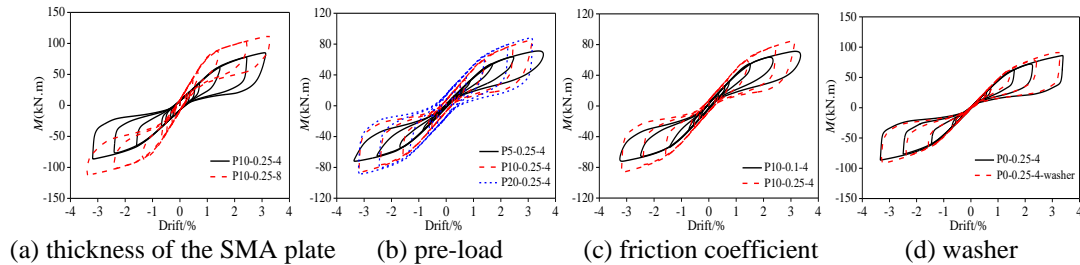 150
100
50
0
-50
-100
-150
M(kN.m)
-4 -3 -2 -1 0 1 2 3 4
Drift/%
P10-0.25-4
P10-0.25-8
(a) thickness of the SMA plate
120
80
40
0
-40
-80
-120
M(kN.m)
-4 -3 -2 -1 0 1 2 3 4
Drift/%
P5-0.25-4
P10-0.25-4
P20-0.25-4
(b) pre-load
120
80
40
0
-40
-80
-120
M(kN.m)
-4 -3 -2 -1 0 1 2 3 4
Drift/%
P10-0.1-4
P10-0.25-4
(c) friction coefficient
150
100
50
0
-50
-100
-150
M(kN.m)
-4 -3 -2 -1 0 1 2 3 4
Drift/%
P0-0.25-4
P0-0.25-4-washer
(d) washer